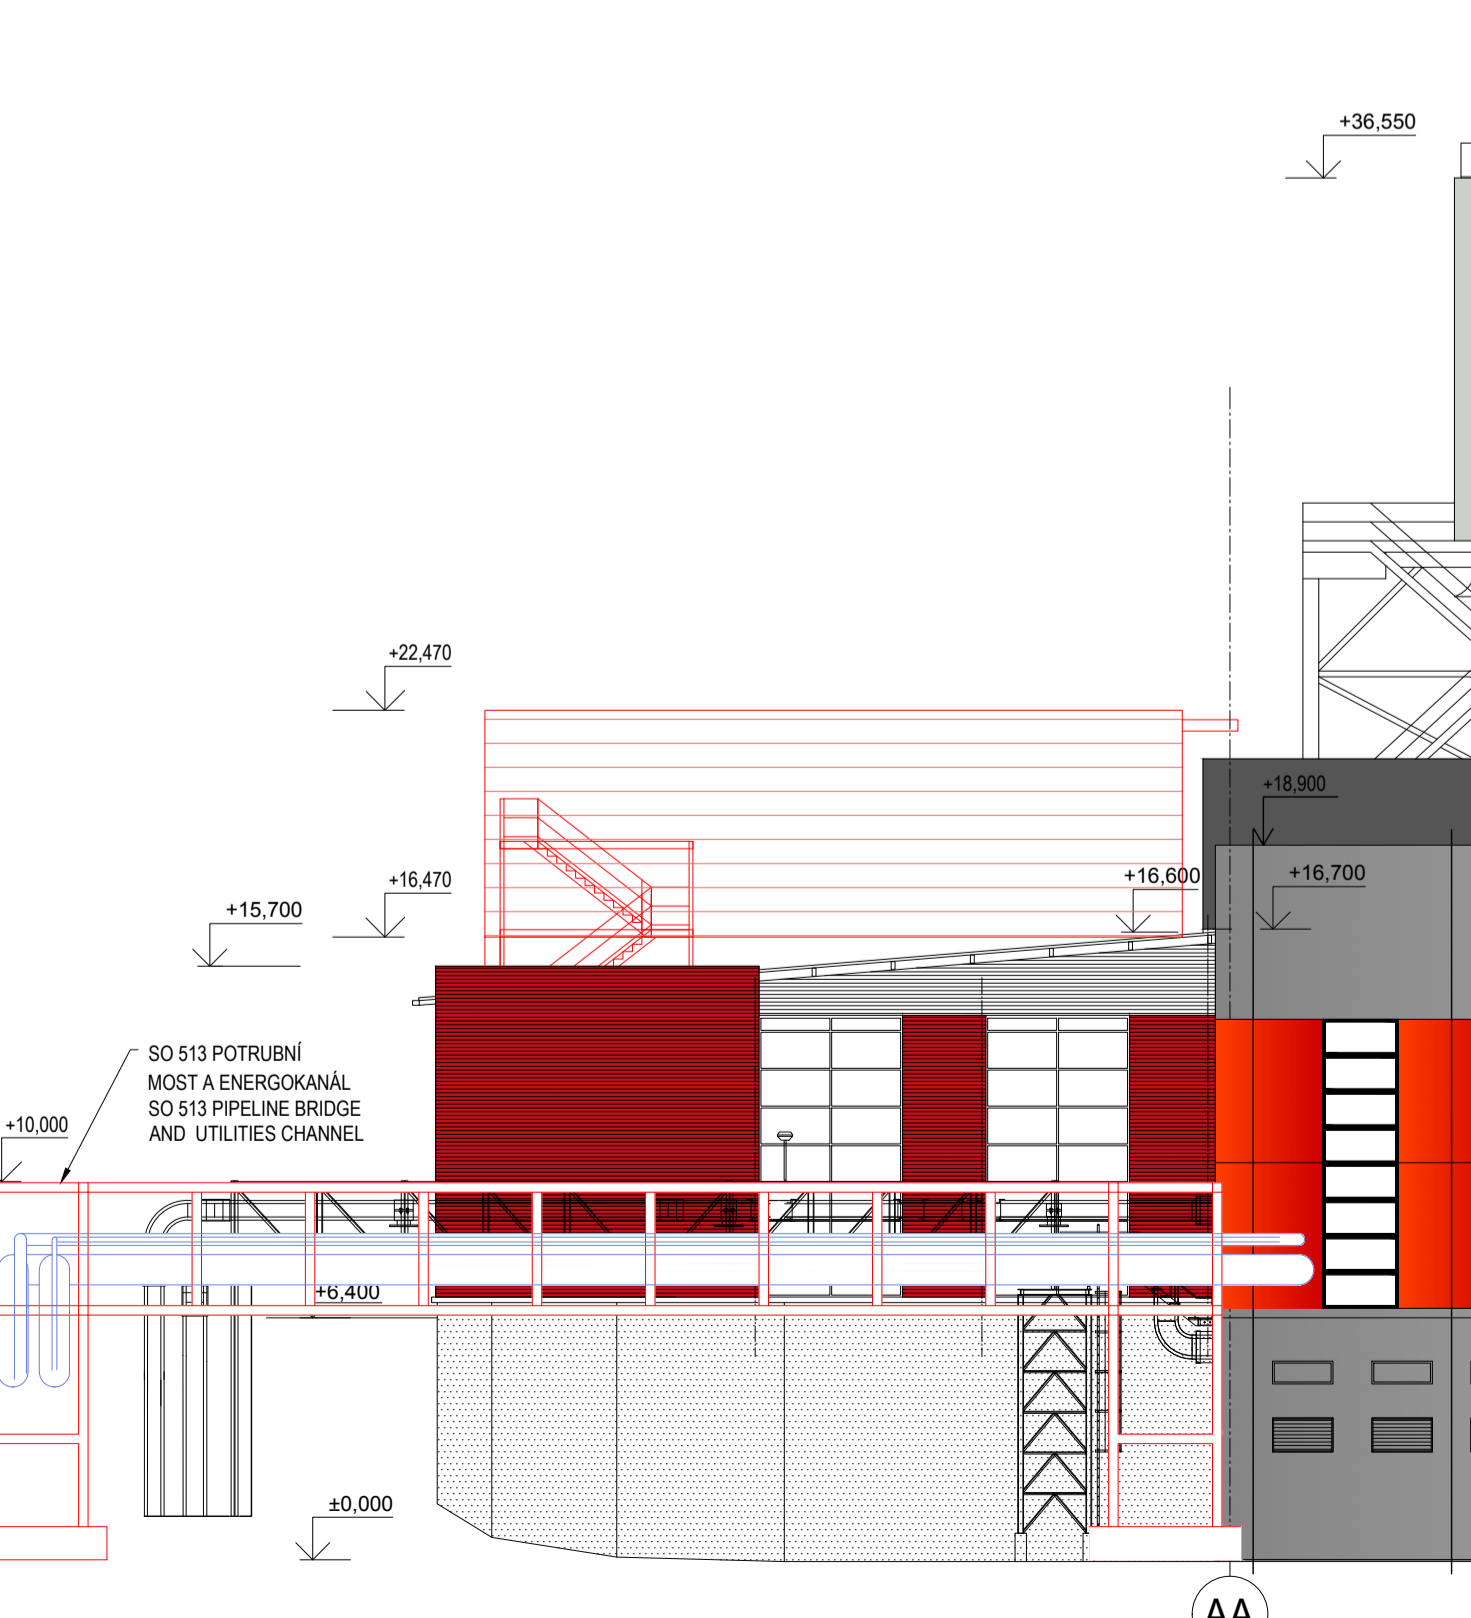 +36,550
+22,470
+18,900
+16,470
+16,600
+16,700
+15,700
SO 513 POTRUBNÍ
MOST A ENERGOKANÁL
SO 513 PIPELINE BRIDGE
AND UTILITIES CHANNEL
+10,000
+6,400
±0,000
AA